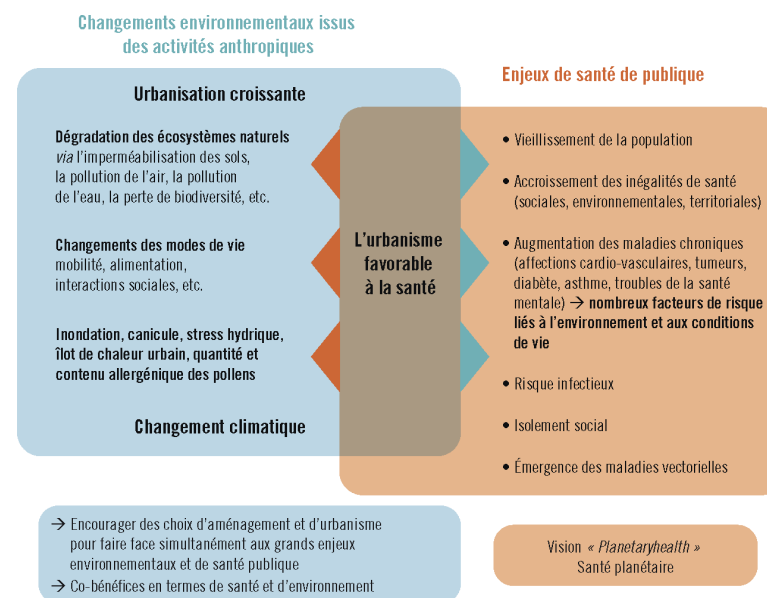 Changements environnementaux issus
des activités anthropiques
Urbanisation croissante
Dégradation des écosystèmes naturels
via l’imperméabilisation des sols,
la pollution de l’air, la pollution
de l’eau, la perte de biodiversité, etc.
Changements des modes de vie
mobilité, alimentation,
interactions sociales, etc.
Inondation, canicule, stress hydrique,
îlot de chaleur urbain, quantité et
contenu allergénique des pollens
Changement climatique
L’urbanisme
favorable
à la santé
Enjeux de santé de publique
• Vieillissement de la population
• Accroissement des inégalités de santé
(sociales, environnementales, territoriales)
• Augmentation des maladies chroniques
(affections cardio-vasculaires, tumeurs,
diabète, asthme, troubles de la santé
mentale) → nombreux facteurs de risque
liés à l’environnement et aux conditions
de vie
• Risque infectieux
• Isolement social
• Émergence des maladies vectorielles
→ Encourager des choix d’aménagement et d’urbanisme
pour faire face simultanément aux grands enjeux
environnementaux et de santé publique
→ Co-bénéfices en termes de santé et d’environnement
Vision « Planetaryhealth »
Santé planétaire